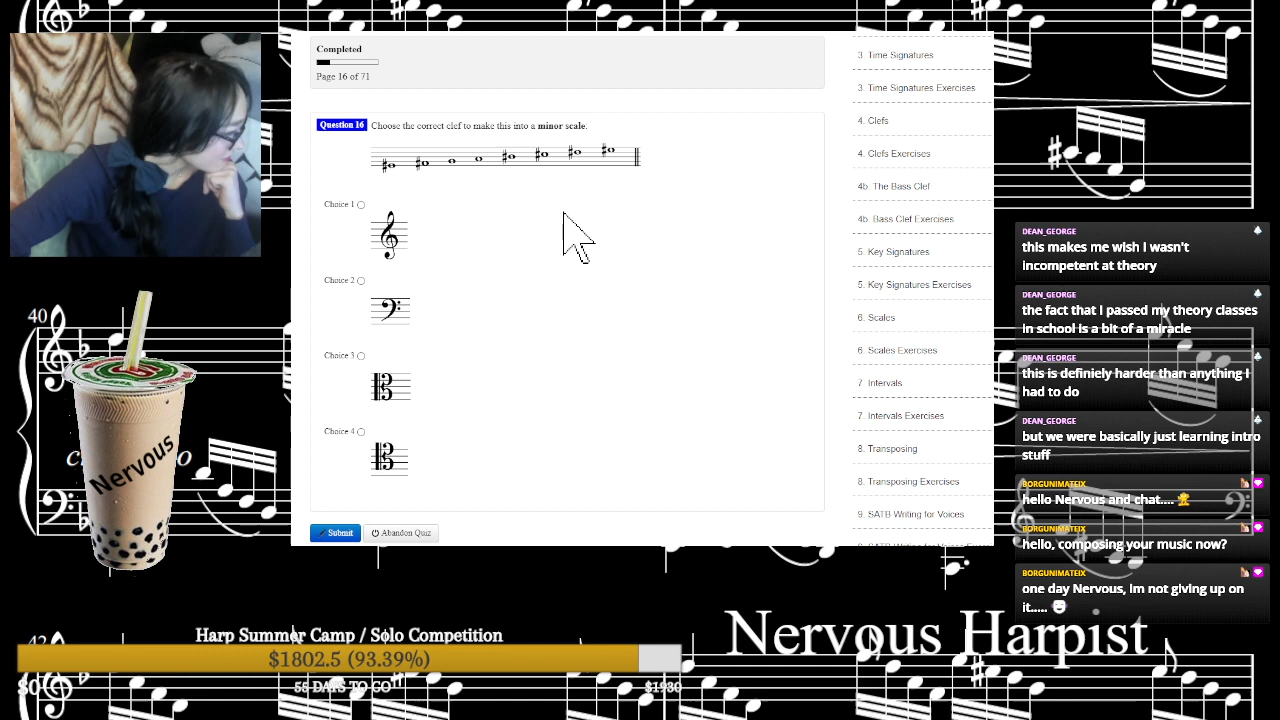 Completed
Page 16 of 71
Question 16 Choose the correct clef to make this into a minor scale:
Choice 1
Choice 2
Choice 3
Choice 4
Submit
Abandon Quiz
3 Time Signatures
3. Time Signatures Exercises
4. Clefs
4. Clefs Exercises
4b. The Bass Clef
4b. Bass Clef Exercises
5. Key Signatures
5. Key Signatures Exercises
6. Scales
6. Scales Exercises
7. Intervals
7. Intervals Exercises
8. Transposing
8. Transposing Exercises
9. SATB Writing for Voices
DEAN_GEORGE
this makes me wish I wasn't
incompetent at theory
DEAN_GEORGE
the fact that I passed my theory classes
in school is a bit of a miracle
DEAN_GEORGE
this is definiely harder than anything I
had to do
DEAN_GEORGE
but we were basically just learning intro
stuff
BORGUNIMATEIX
hello Nervous and chat....
BORGUNIMATEIX
hello, composing your music now?
BORGUNIMATEIX
one day Nervous, im not giving up on
it.....
40
Nervous
42
Harp Summer Camp / Solo Competition
$1802.5 (93.39%)
$0
55 DAYS TO GO
$1930
Nervous Harpist